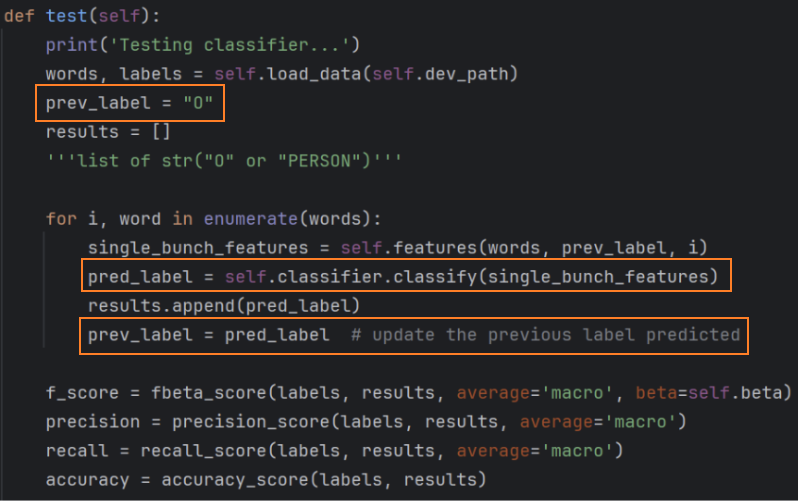 def test(self):
    print('Testing classifier...')
    words, labels = self.load_data(self.dev_path)
    prev_label = "O"
    results = []
    '''list of str("O" or "PERSON")'''
    for i, word in enumerate(words):
        single_bunch_features = self.features(words, prev_label, i)
        pred_label = self.classifier.classify(single_bunch_features)
        results.append(pred_label)
        prev_label = pred_label  # update the previous label predicted
    f_score = fbeta_score(labels, results, average='macro', beta=self.beta)
    precision = precision_score(labels, results, average='macro')
    recall = recall_score(labels, results, average='macro')
    accuracy = accuracy_score(labels, results)